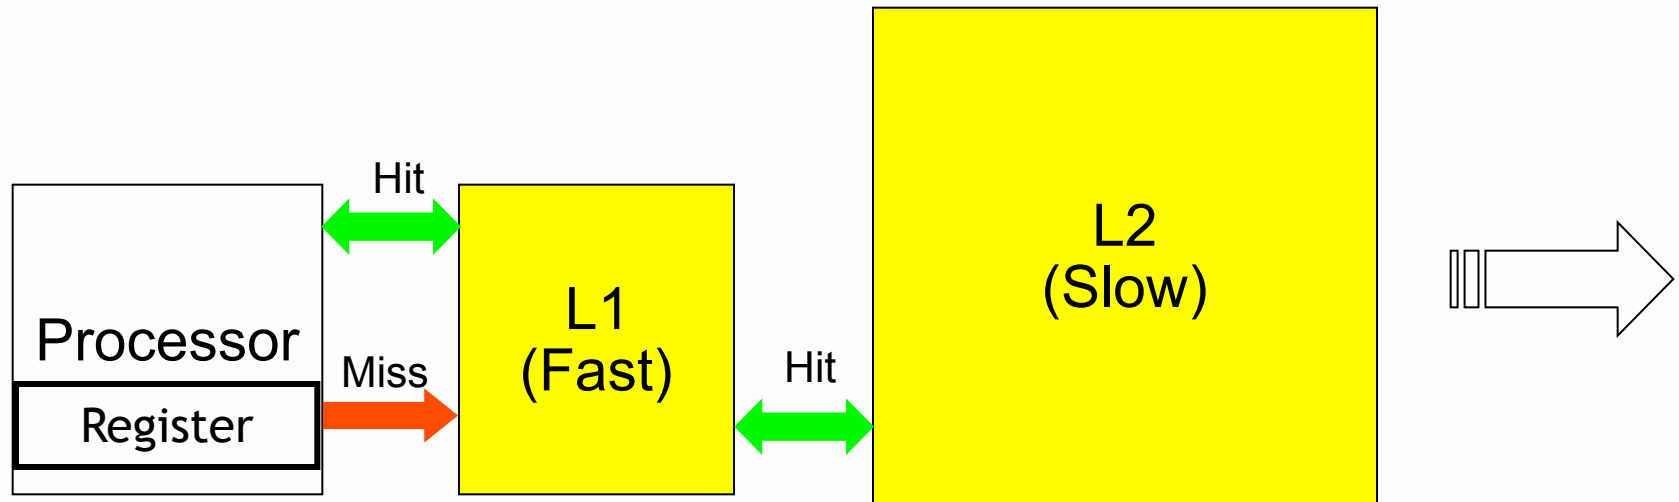 Hit
Processor
Register
Miss
L1
(Fast)
Hit
L2
(Slow)